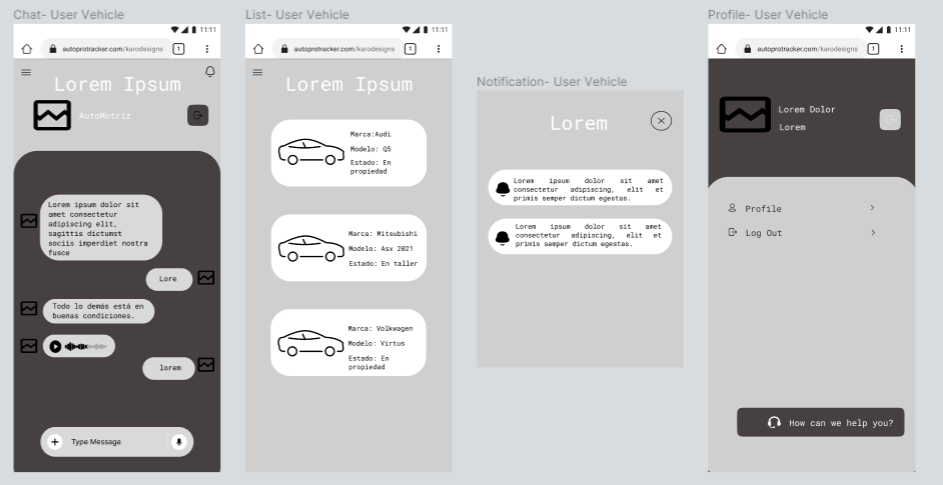 Chat- User Vehicle
11:11
autoprotracker.com/karodesigns
1
Lorem Ipsum
AutoMotriz
Lorem ipsum dolor sit
amet consectetur
adipiscing elit,
sagittis dictumst
sociis imperdiet nostra
fusce
Lore
Todo lo demás está en
buenas condiciones.
lorem
Type Message
List- User Vehicle
11:11
autoprotracker.com/karodesigns
1
Lorem Ipsum
Marca:Audi
Modelo: Q5
Estado: En
propiedad
Marca: Mitsubishi
Modelo: Asx 2021
Estado: En taller
Marca: Volkwagen
Modelo: Virtus
Estado: En
propiedad
Notification- User Vehicle
Lorem
Lorem ipsum dolor sit amet
consectetur adipiscing, elit et
primis semper dictum egestas.
Lorem ipsum dolor sit amet
consectetur adipiscing, elit et
primis semper dictum egestas.
Profile- User Vehicle
11:11
autoprotracker.com/karodesigns
1
Lorem Dolor
Lorem
Profile
Log Out
How can we help you?